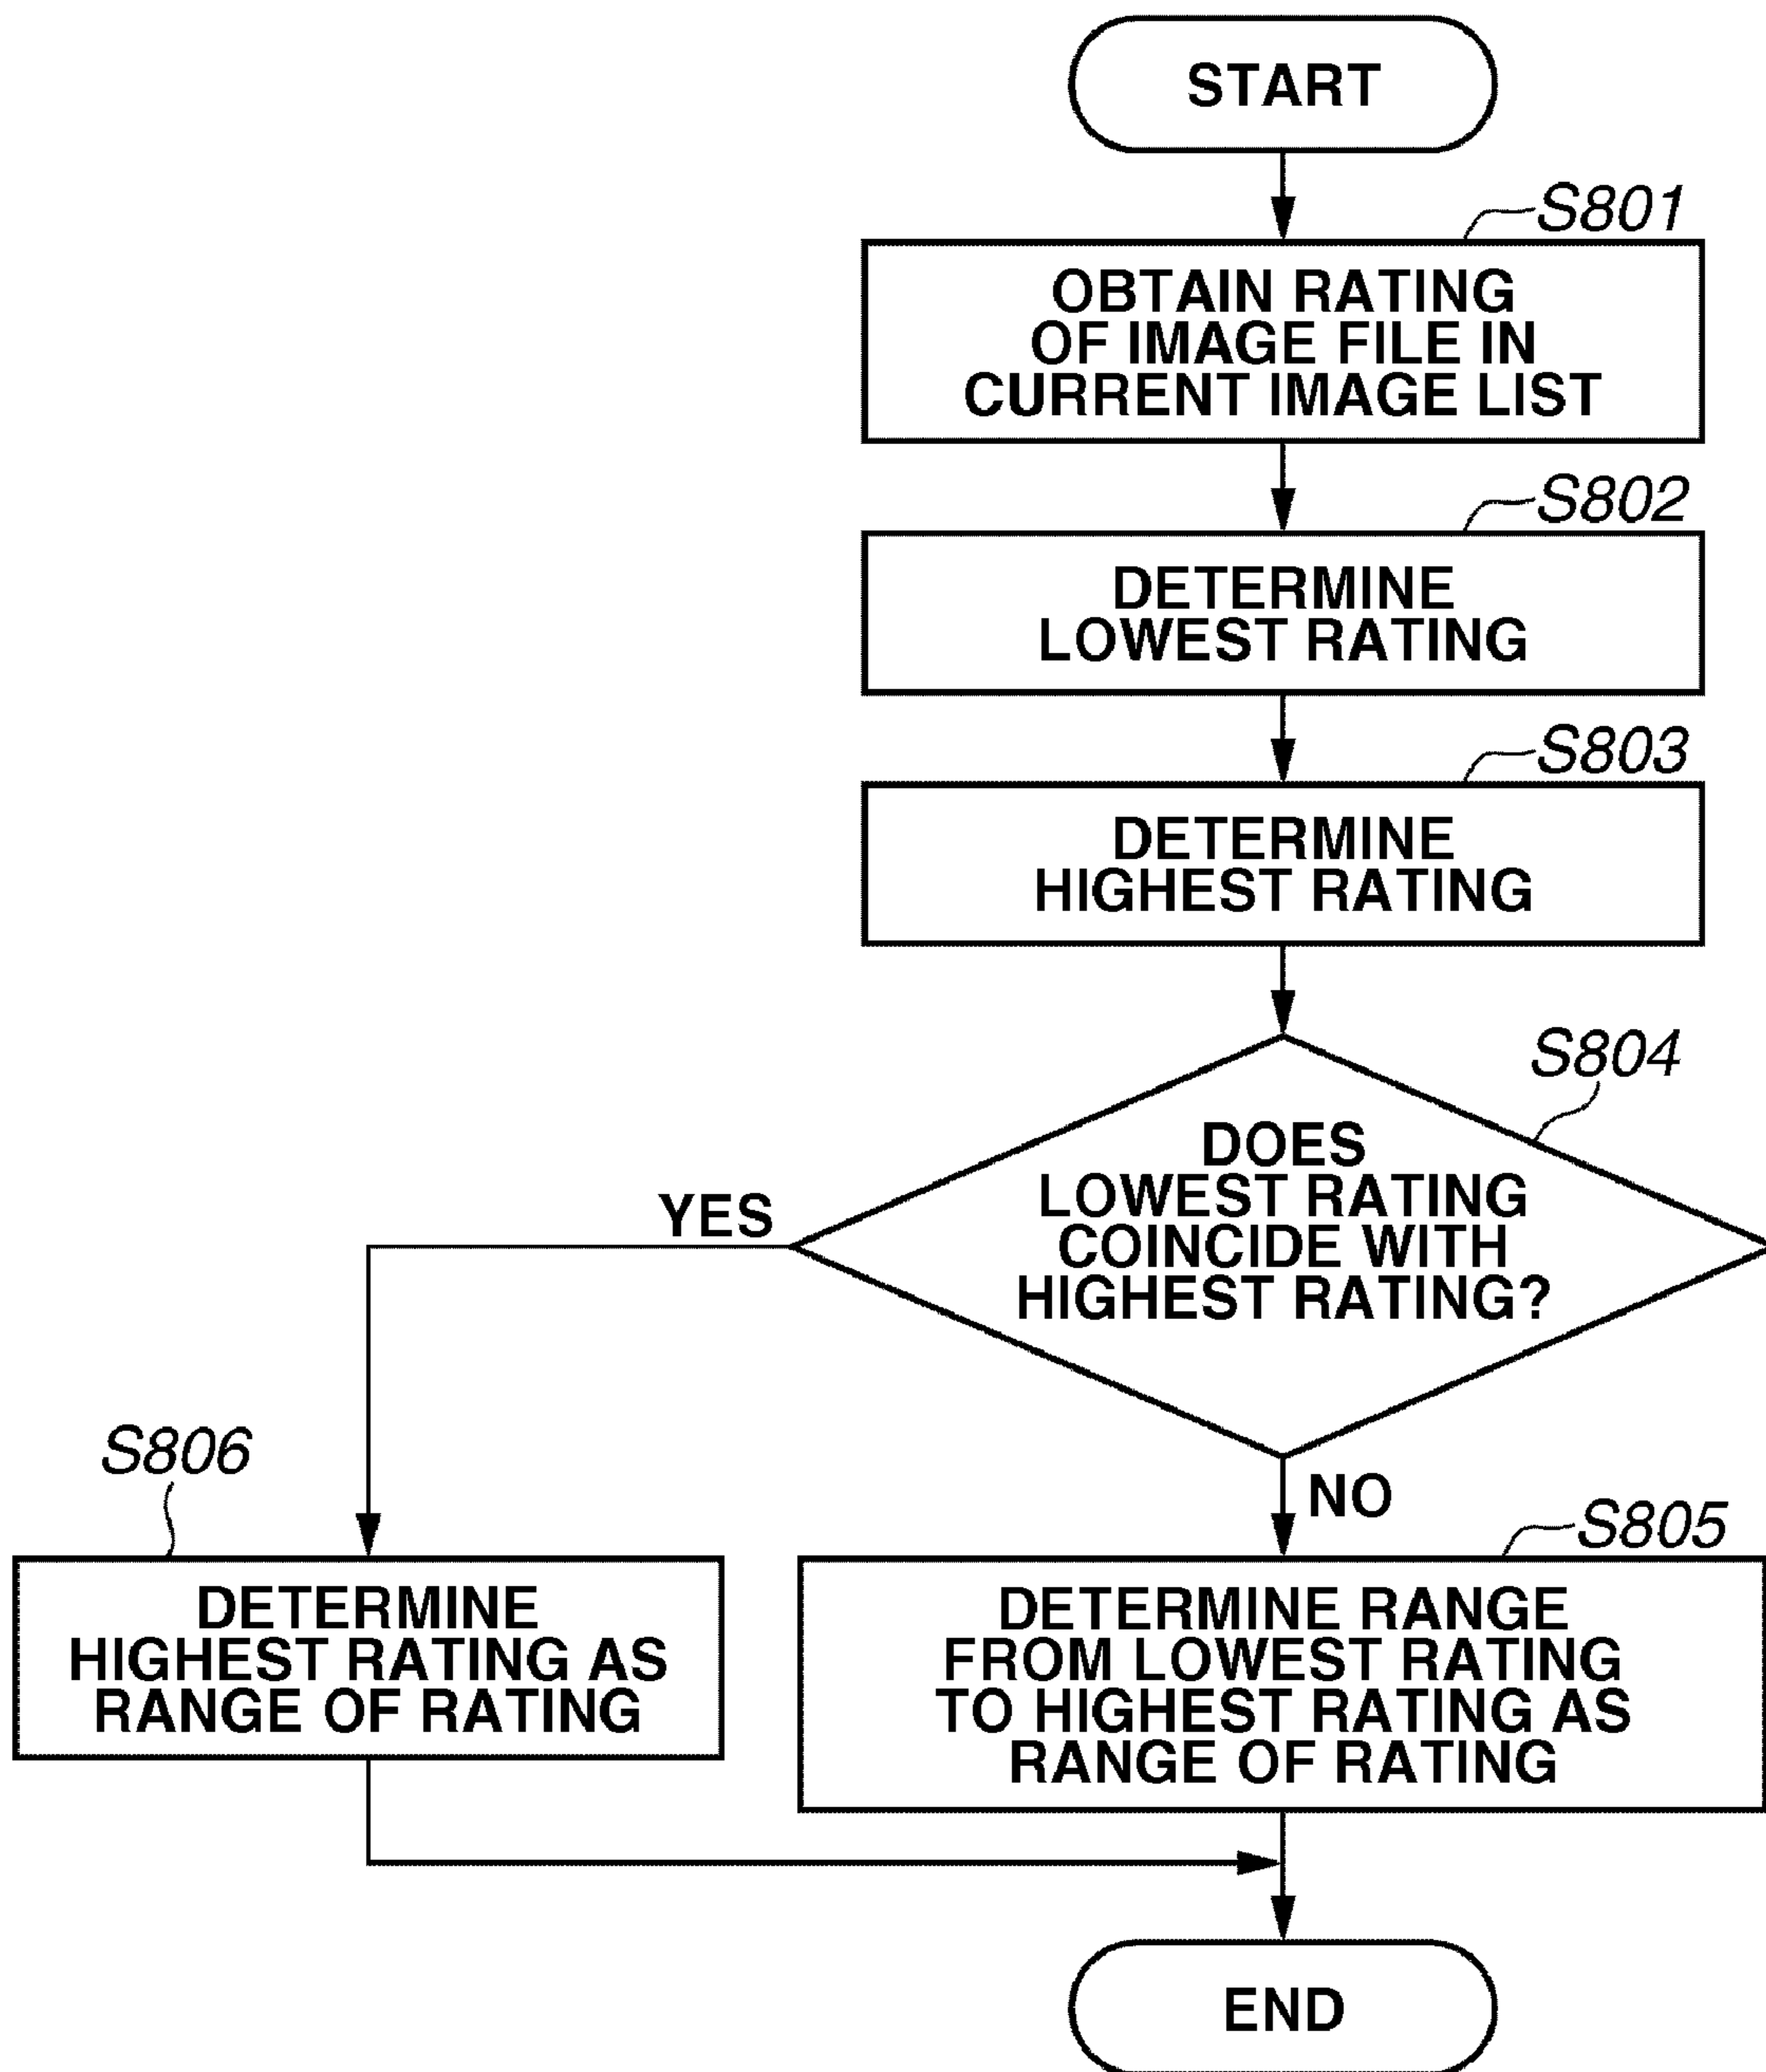 START
S801
OBTAIN RATING
OF IMAGE FILE IN
CURRENT IMAGE LIST
S802
DETERMINE
LOWEST RATING
S803
DETERMINE
HIGHEST RATING
S804
DOES
LOWEST RATING
COINCIDE WITH
HIGHEST RATING?
YES
NO
S806
DETERMINE
HIGHEST RATING AS
RANGE OF RATING
S805
DETERMINE RANGE
FROM LOWEST RATING
TO HIGHEST RATING AS
RANGE OF RATING
END